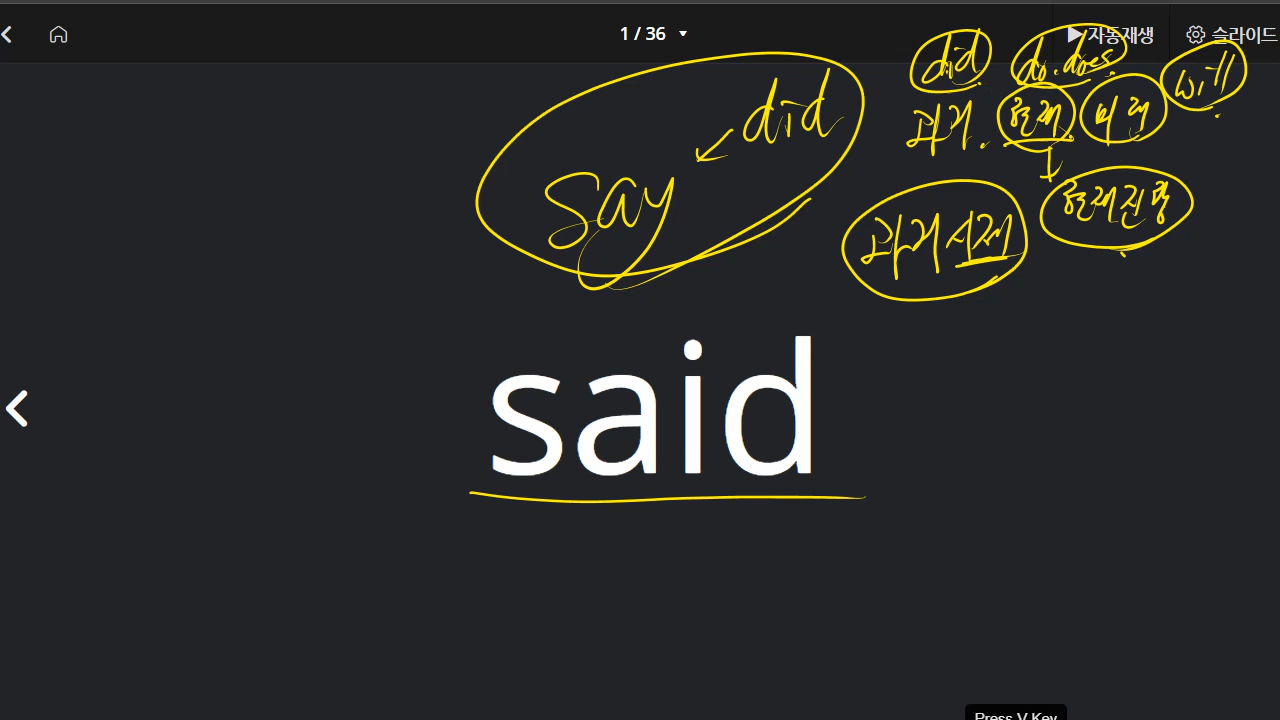 1 / 36
자동재생
슬라이드
did do.does will
과거. 현재 미래
did
say
현재진행
과거시제
said
Press V Key